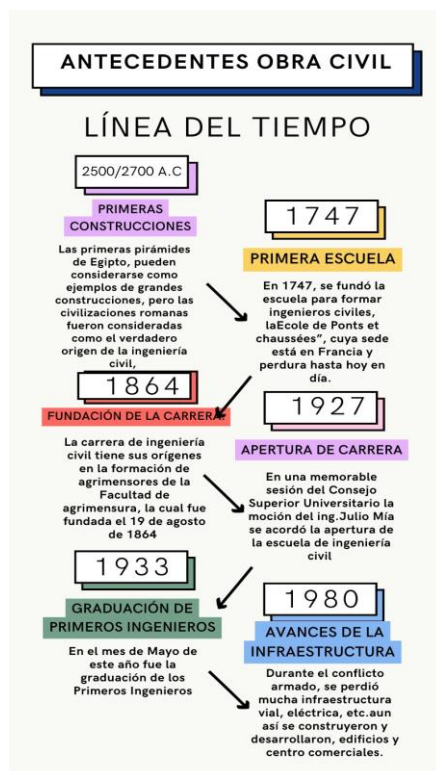 ANTECEDENTES OBRA CIVIL
LÍNEA DEL TIEMPO
2500/2700 A.C
PRIMERAS
CONSTRUCCIONES
Las primeras pirámides
de Egipto, pueden
considerarse como
ejemplos de grandes
construcciones, pero las
civilizaciones romanas
fueron consideradas
como el verdadero
origen de la ingeniería
civil,
1747
PRIMERA ESCUELA
En 1747, se fundó la
escuela para formar
ingenieros civiles,
laEcole de Ponts et
chaussées”, cuya sede
está en Francia y
perdura hasta hoy en
día.
1864
FUNDACIÓN DE LA CARRERA.
La carrera de ingeniería
civil tiene sus orígenes
en la formación de
agrimensores de la
Facultad de
agrimensura, la cual fue
fundada el 19 de agosto
de 1864
1927
APERTURA DE CARRERA
En una memorable
sesión del Consejo
Superior Universitario la
moción del ing.Julio Mía
se acordó la apertura de
la escuela de ingeniería
civil
1933
GRADUACIÓN DE
PRIMEROS INGENIEROS
En el mes de Mayo de
este año fue la
graduación de los
Primeros Ingenieros
1980
AVANCES DE LA
INFRAESTRUCTURA
Durante el conflicto
armado, se perdió
mucha infraestructura
vial, eléctrica, etc.aun
así se construyeron y
desarrollaron, edificios y
centro comerciales.